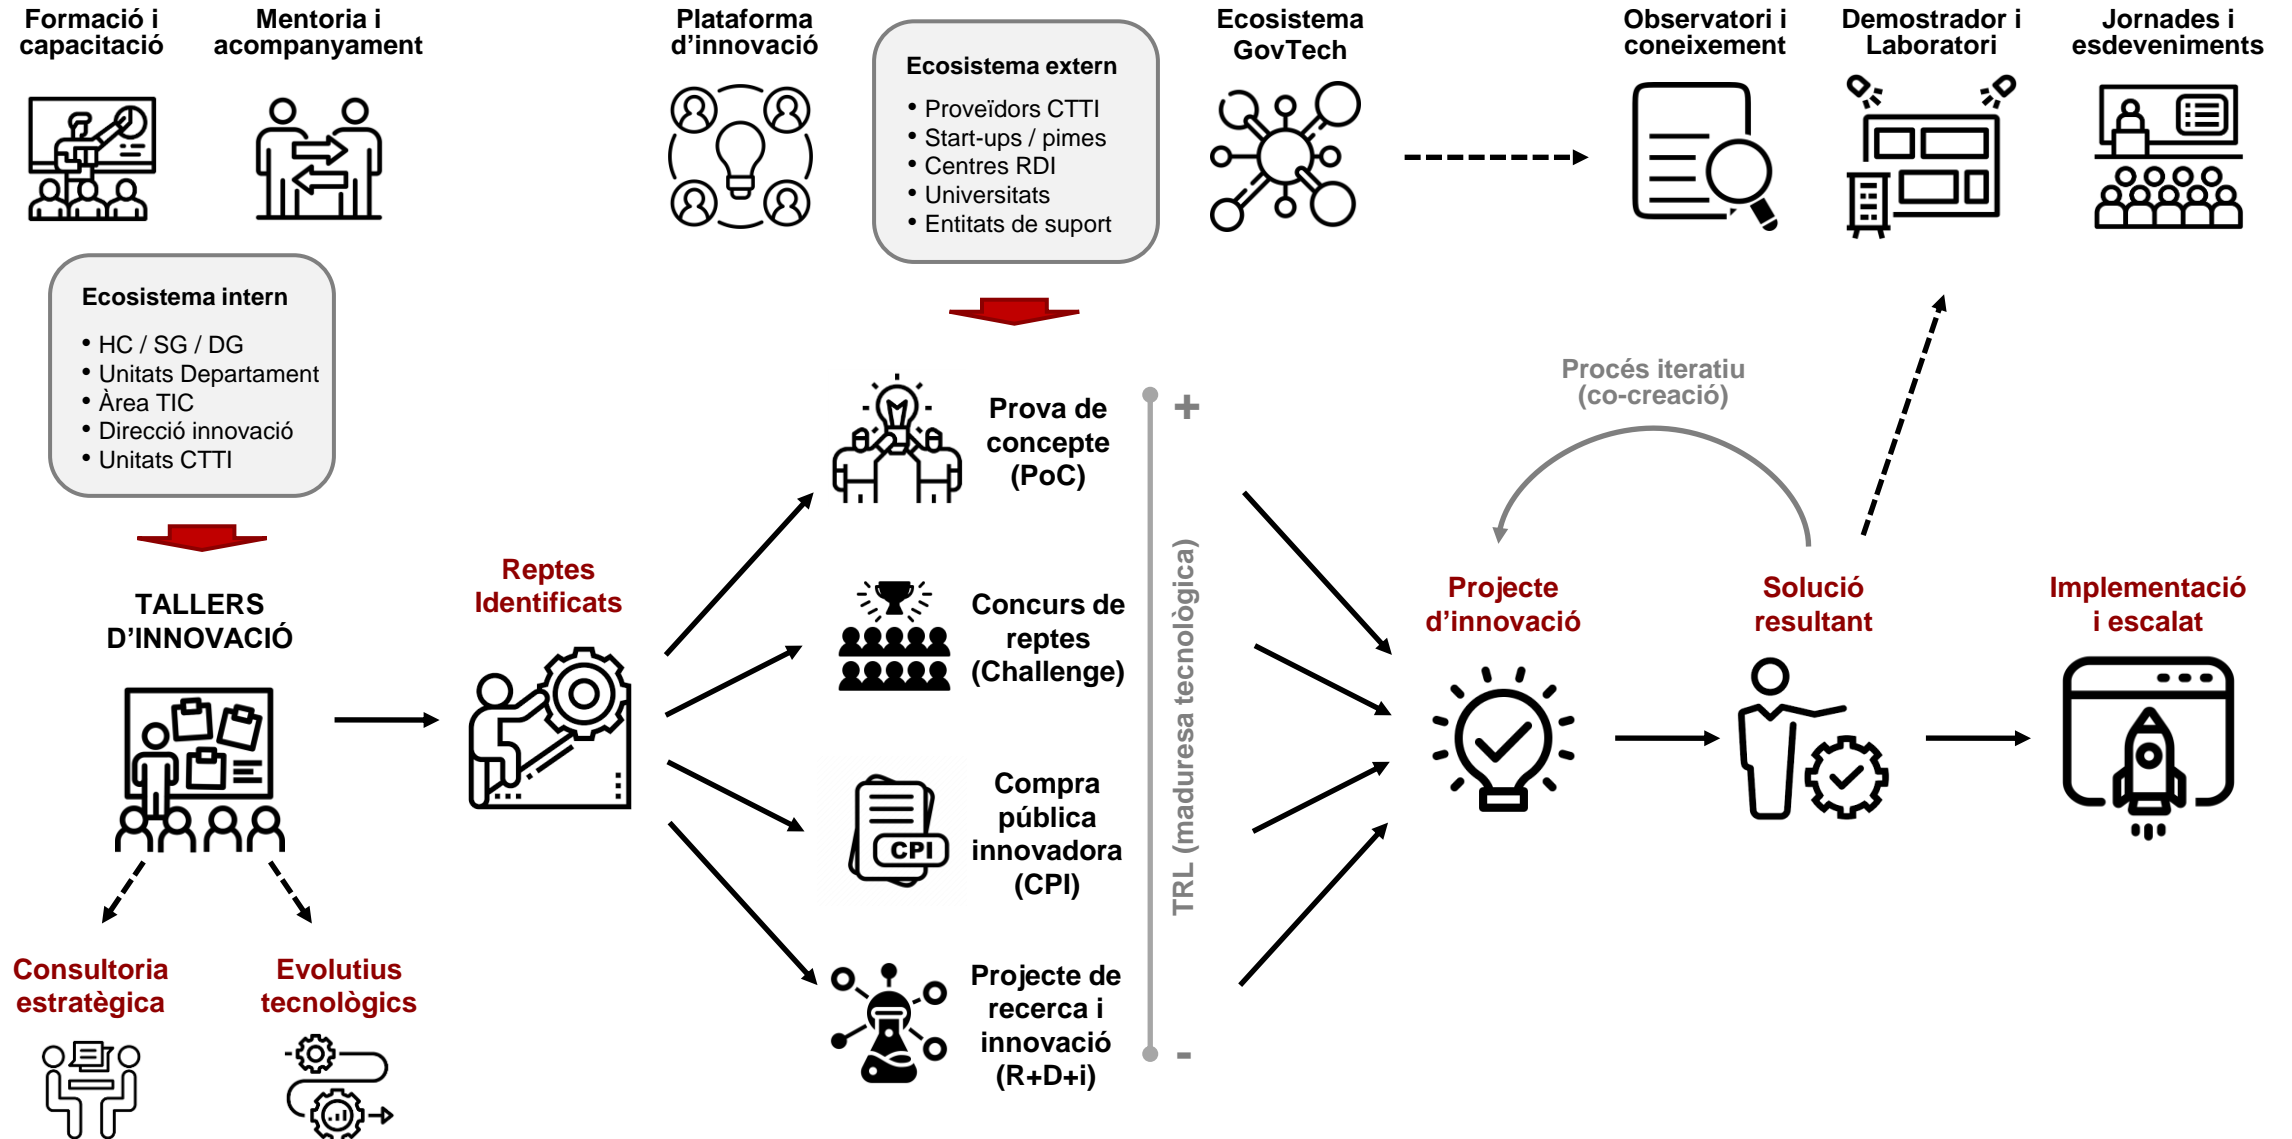 Formació i
capacitació
Mentoria i
acompanyament
Plataforma
d’innovació
Ecosistema extern
• Proveïdors CTTI
• Start-ups / pimes
• Centres RDI
• Universitats
• Entitats de suport
Ecosistema
GovTech
Observatori i
coneixement
Demostrador i
Laboratori
Jornades i
esdeveniments
Ecosistema intern
• HC / SG / DG
• Unitats Departament
• Àrea TIC
• Direcció innovació
• Unitats CTTI
TALLERS
D’INNOVACIÓ
Consultoria
estratègica
Evolutius
tecnològics
Reptes
Identificats
Prova de
concepte
(PoC)
Concurs de
reptes
(Challenge)
CPI
Compra
pública
innovadora
(CPI)
Projecte de
recerca i
innovació
(R+D+i)
+
TRL (maduresa tecnològica)
-
Procés iteratiu
(co-creació)
Projecte
d’innovació
Solució
resultant
Implementació
i escalat